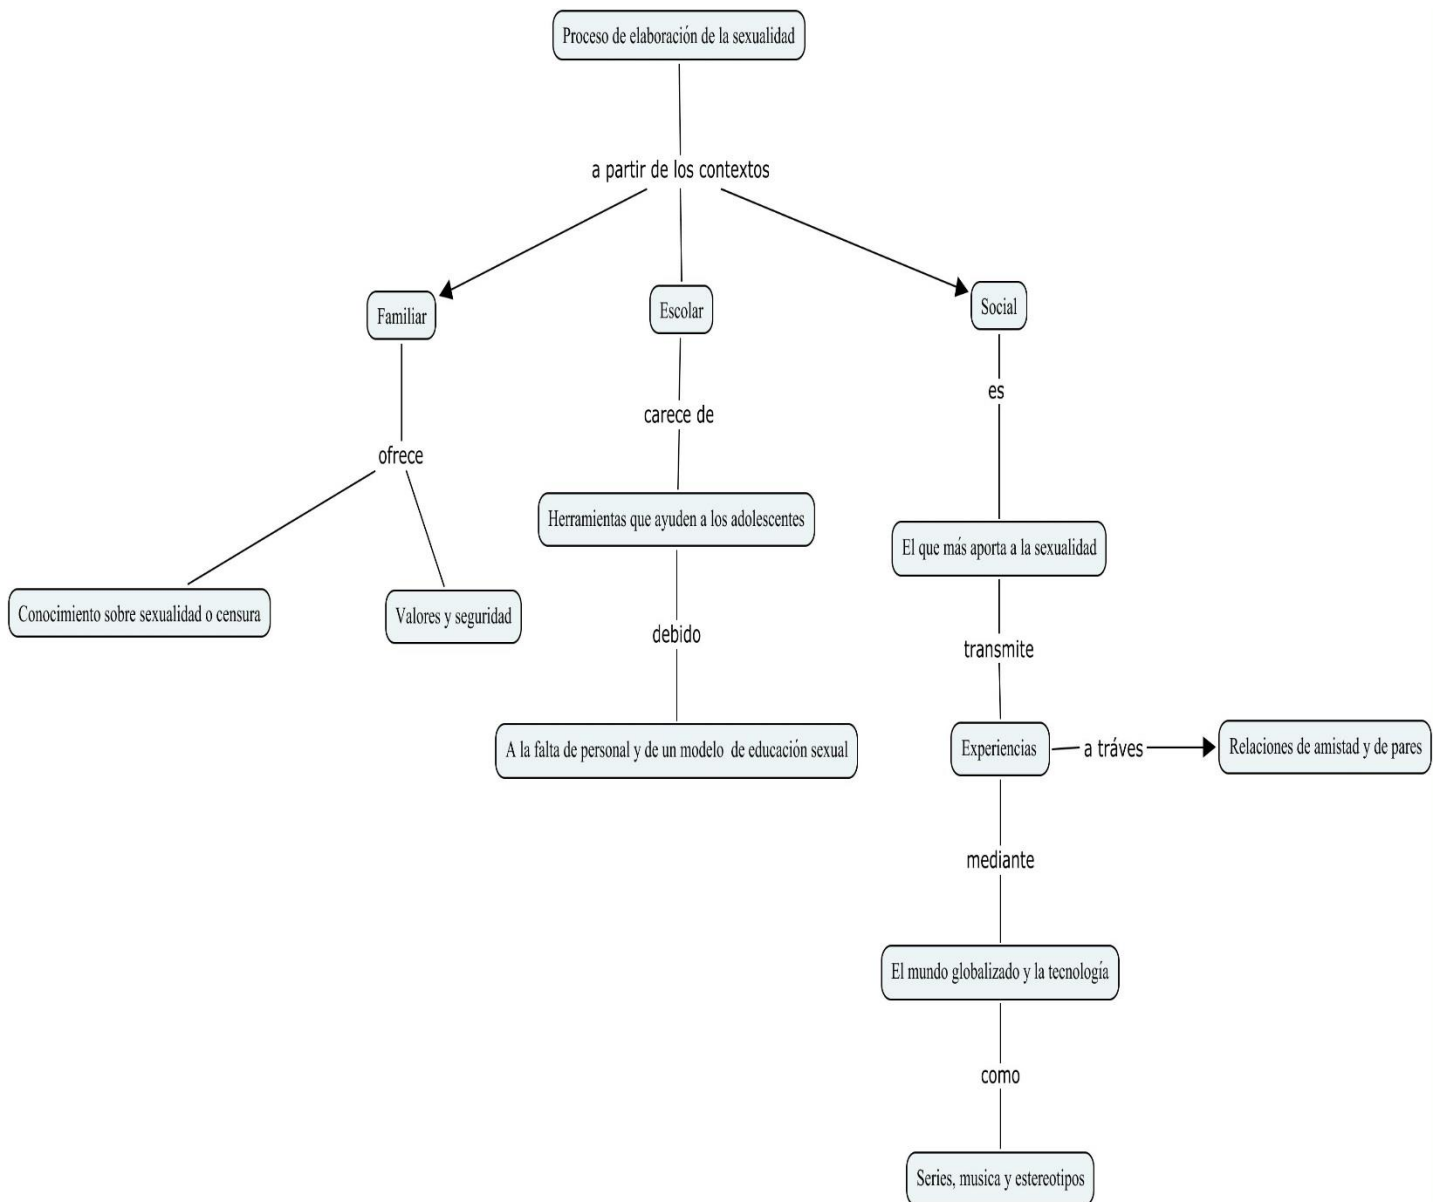 Proceso de elaboración de la sexualidad
a partir de los contextos
Familiar
Escolar
Social
ofrece
carece de
es
Conocimiento sobre sexualidad o censura
Valores y seguridad
Herramientas que ayuden a los adolescentes
El que más aporta a la sexualidad
debido
transmite
A la falta de personal y de un modelo de educación sexual
Experiencias
a tráves
Relaciones de amistad y de pares
mediante
El mundo globalizado y la tecnología
como
Series, musica y estereotipos